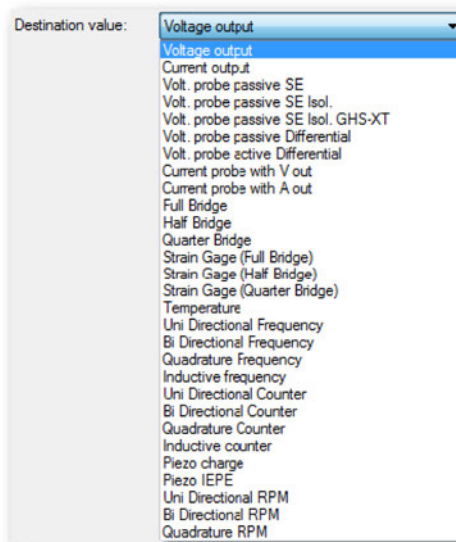 Destination value:
Voltage output
Voltage output
Current output
Volt. probe passive SE
Volt. probe passive SE Isol.
Volt. probe passive SE Isol. GHS-XT
Volt. probe passive Differential
Volt. probe active Differential
Current probe with V out
Current probe with A out
Full Bridge
Half Bridge
Quarter Bridge
Strain Gage (Full Bridge)
Strain Gage (Half Bridge)
Strain Gage (Quarter Bridge)
Temperature
Uni Directional Frequency
Bi Directional Frequency
Quadrature Frequency
Inductive frequency
Uni Directional Counter
Bi Directional Counter
Quadrature Counter
Inductive counter
Piezo charge
Piezo IEPE
Uni Directional RPM
Bi Directional RPM
Quadrature RPM